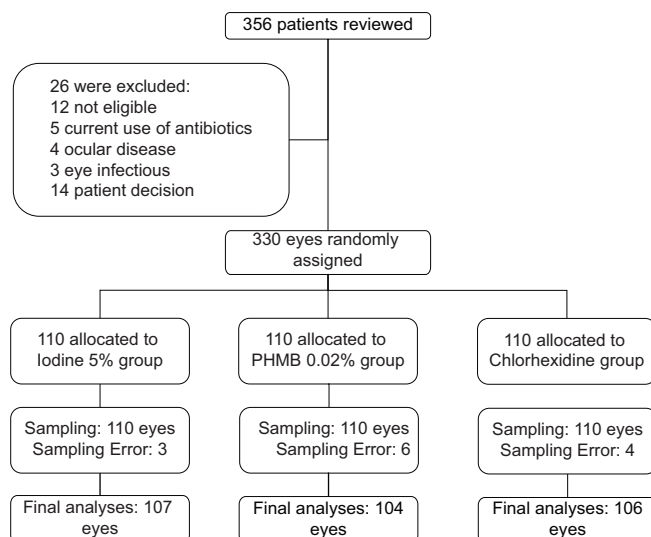 356 patients reviewed
26 were excluded:
12 not eligible
5 current use of antibiotics
4 ocular disease
3 eye infectious
14 patient decision
330 eyes randomly
assigned
110 allocated to
Iodine 5% group
110 allocated to
PHMB 0.02% group
110 allocated to
Chlorhexidine group
Sampling: 110 eyes
Sampling Error: 3
Sampling: 110 eyes
Sampling Error: 6
Sampling: 110 eyes
Sampling Error: 4
Final analyses: 107
eyes
Final analyses: 104
eyes
Final analyses: 106
eyes